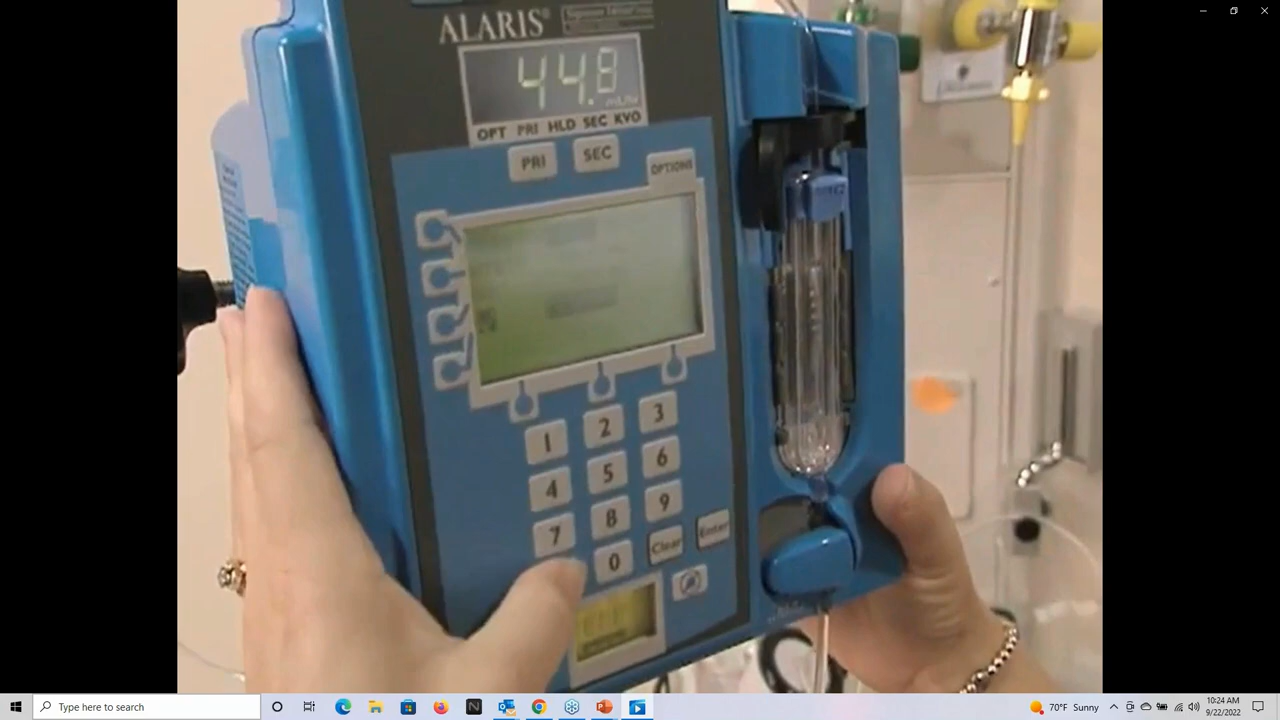 ALARIS®
44.8
mL/hr
OPT PRI HLD SEC KVO
PRI SEC OPTIONS
1 2 3
4 5 6
7 8 9
0 Clear Enter
Type here to search
70°F Sunny
10:24 AM
9/22/2022